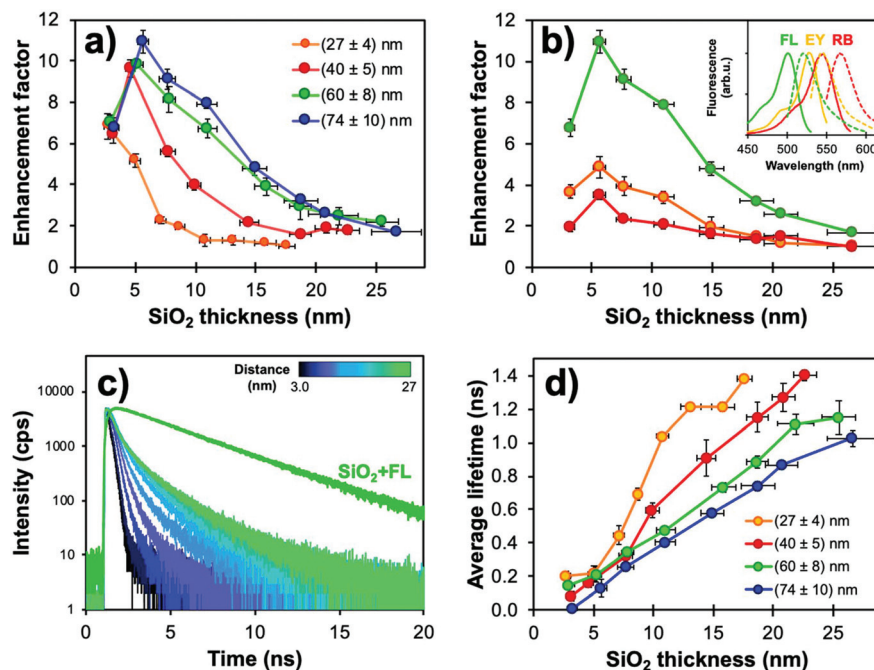 a)
Enhancement factor
12
10
8
6
4
2
0
0 5 10 15 20 25
SiO₂ thickness (nm)
(27 ± 4) nm
(40 ± 5) nm
(60 ± 8) nm
(74 ± 10) nm
b)
Enhancement factor
12
10
8
6
4
2
0
0 5 10 15 20 25
SiO₂ thickness (nm)
FL EY RB
Fluorescence
(arb.u.)
450 500 550 600
Wavelength (nm)
c)
Distance
(nm)
3.0 27
Intensity (cps)
10000
1000
100
10
1
SiO₂+FL
0 5 10 15 20
Time (ns)
d)
Average lifetime (ns)
1.4
1.2
1.0
0.8
0.6
0.4
0.2
0.0
0 5 10 15 20 25
SiO₂ thickness (nm)
(27 ± 4) nm
(40 ± 5) nm
(60 ± 8) nm
(74 ± 10) nm